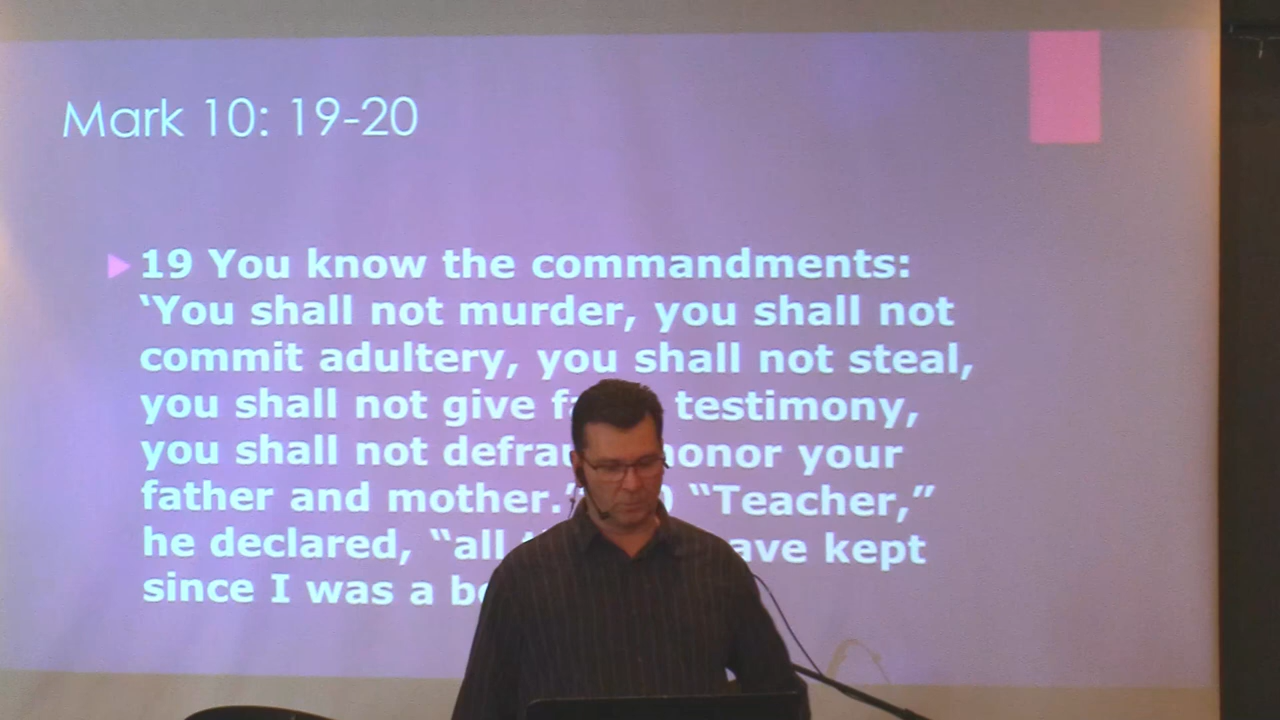 Mark 10: 19-20
19 You know the commandments:
‘You shall not murder, you shall not
commit adultery, you shall not steal,
you shall not give testimony,
you shall not honor your
father and mother.” “Teacher,”
he declared, “all kept
since I was a